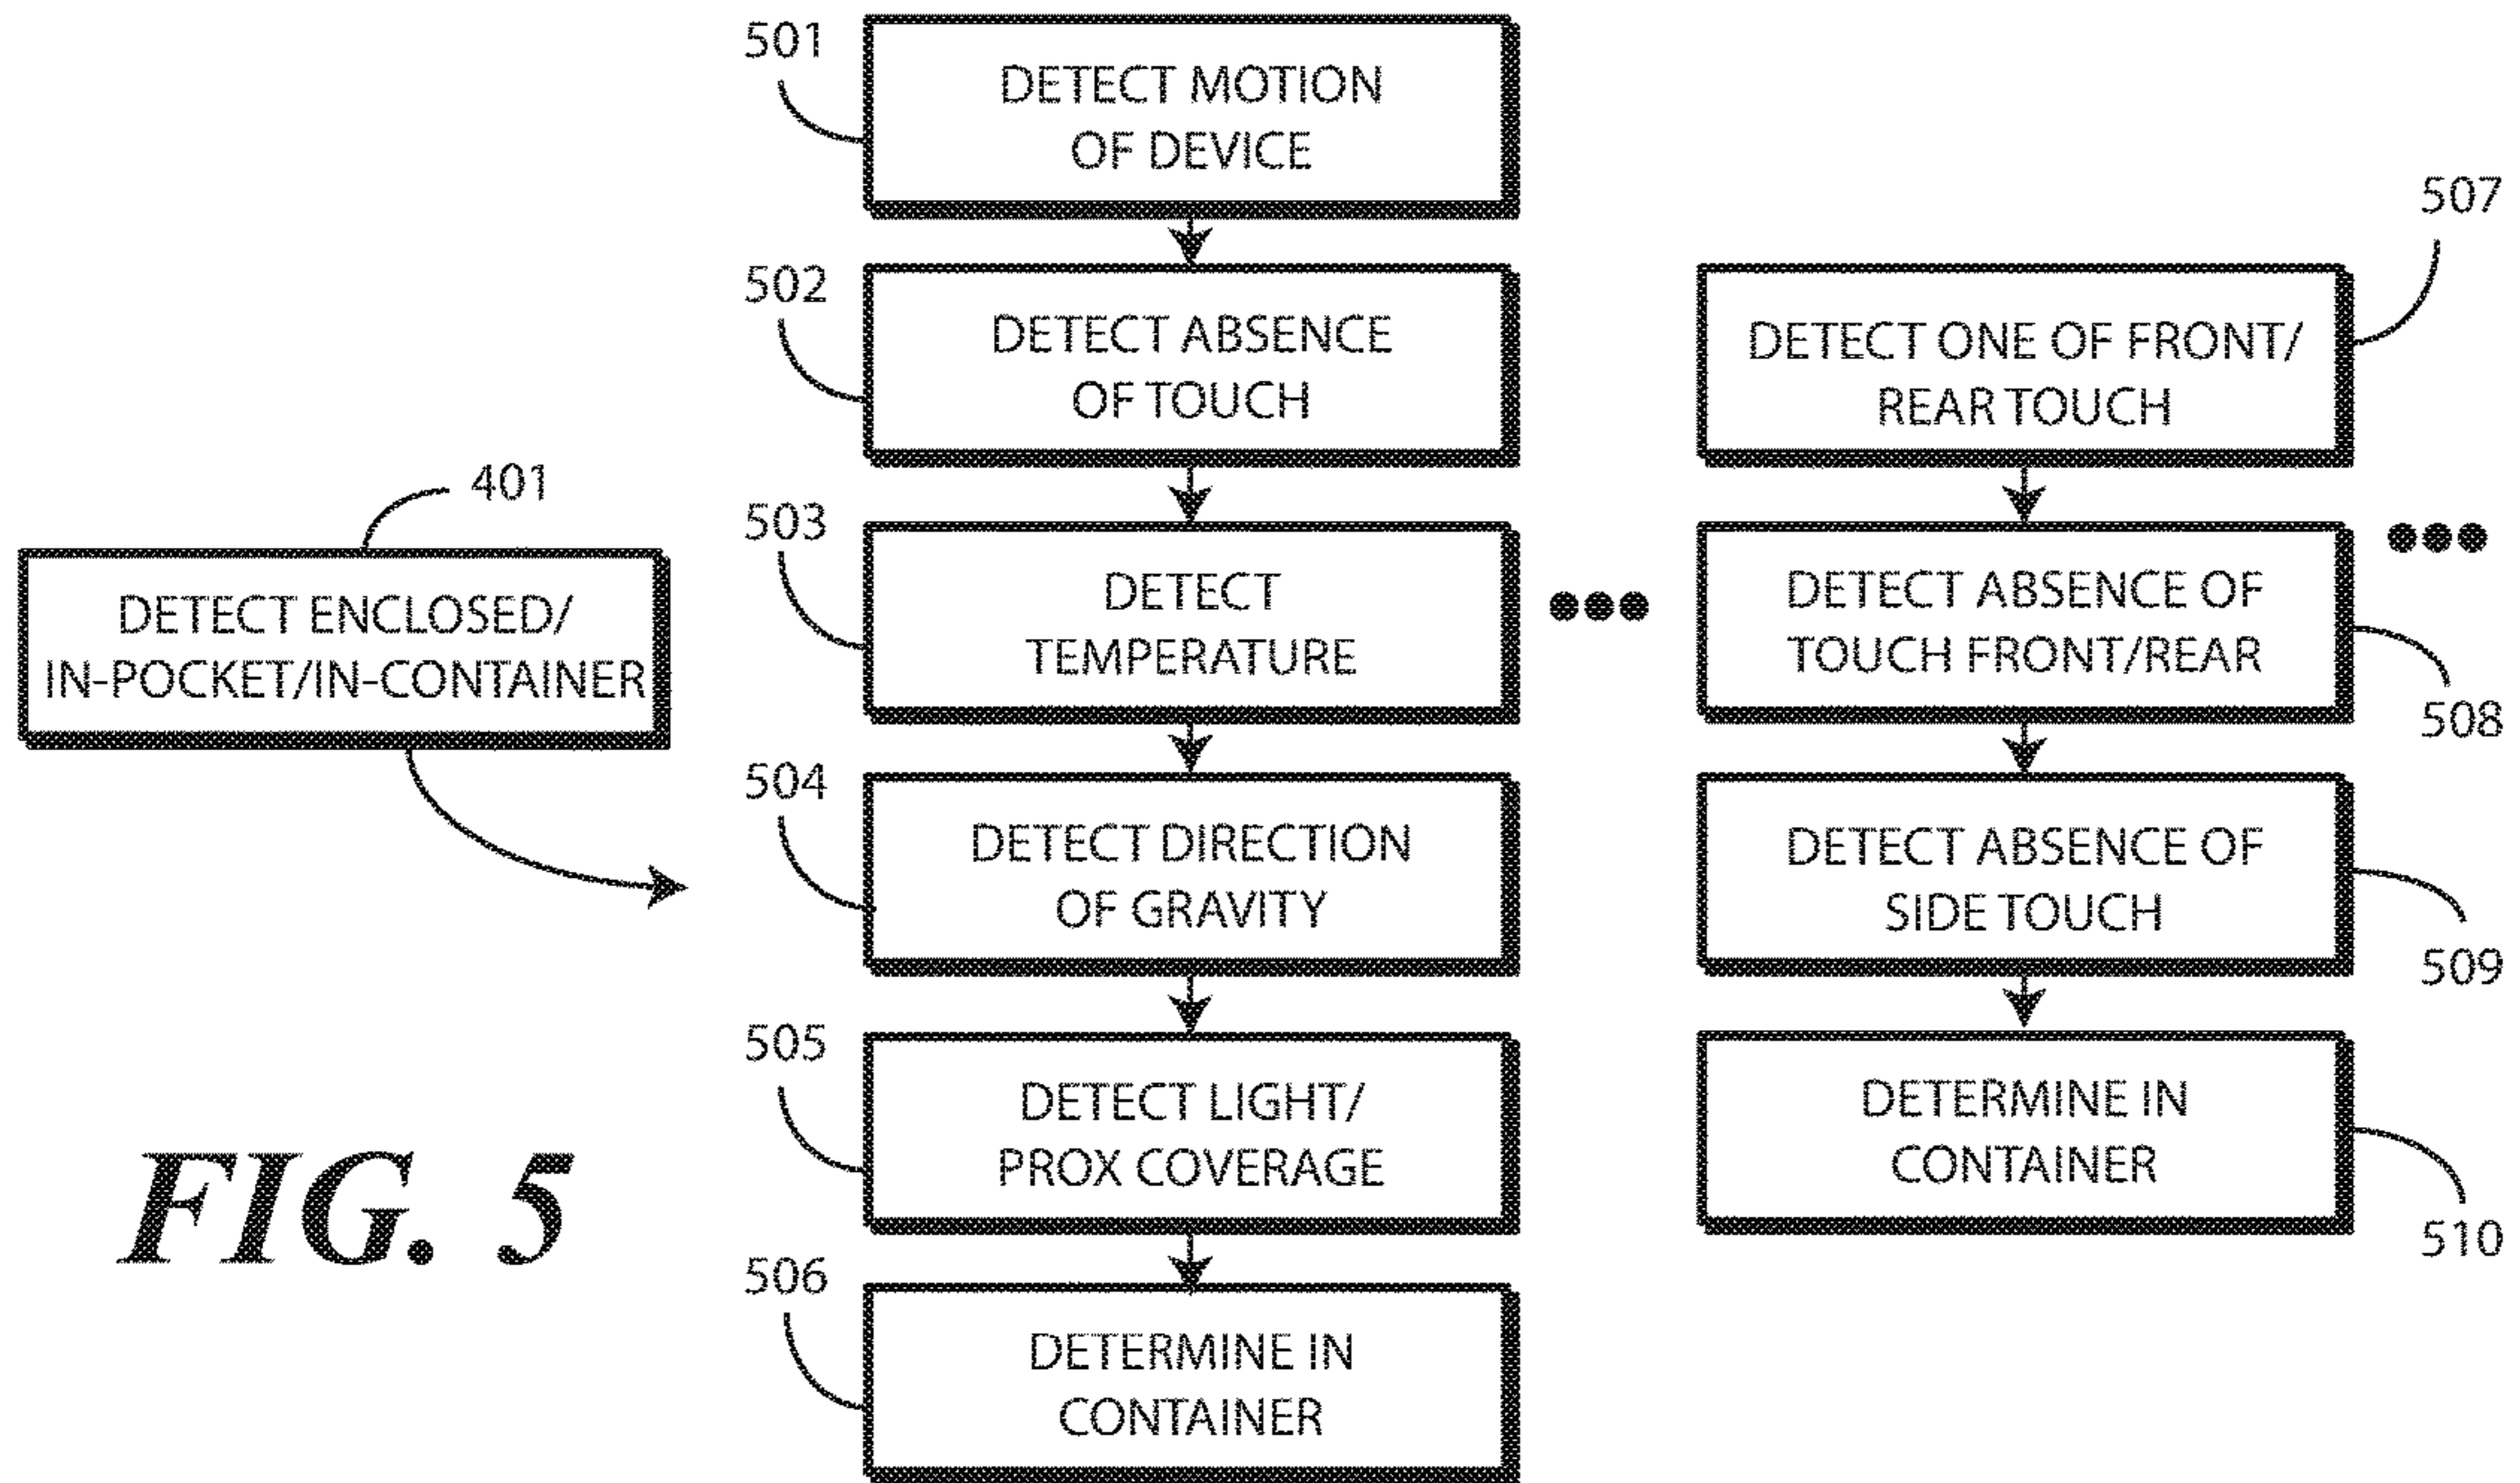 501
DETECT MOTION
OF DEVICE
502
DETECT ABSENCE
OF TOUCH
503
DETECT
TEMPERATURE
504
DETECT DIRECTION
OF GRAVITY
505
DETECT LIGHT/
PROX COVERAGE
506
DETERMINE IN
CONTAINER
507
DETECT ONE OF FRONT/
REAR TOUCH
508
DETECT ABSENCE OF
TOUCH FRONT/REAR
509
DETECT ABSENCE OF
SIDE TOUCH
510
DETERMINE IN
CONTAINER
401
DETECT ENCLOSED/
IN-POCKET/IN-CONTAINER
FIG. 5